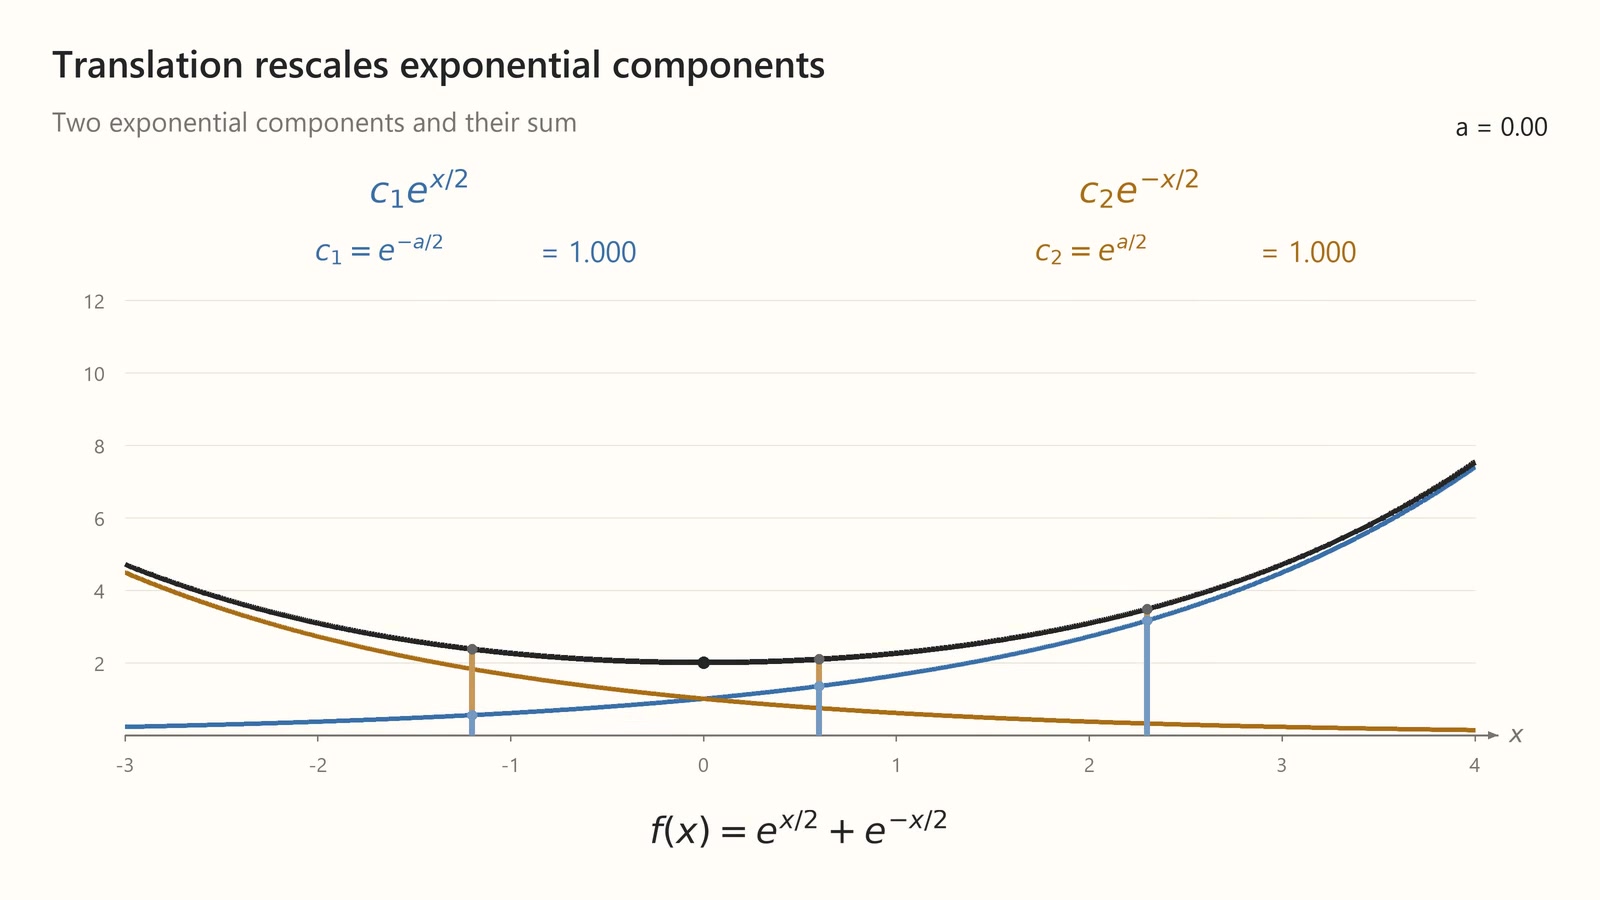 Translation rescales exponential components
Two exponential components and their sum
a = 0.00
c₁e^{x/2}
c₂e^{−x/2}
c₁ = e^{−a/2} = 1.000
c₂ = e^{a/2} = 1.000
12
10
8
6
4
2
x
-3 -2 -1 0 1 2 3 4
f(x) = e^{x/2} + e^{−x/2}